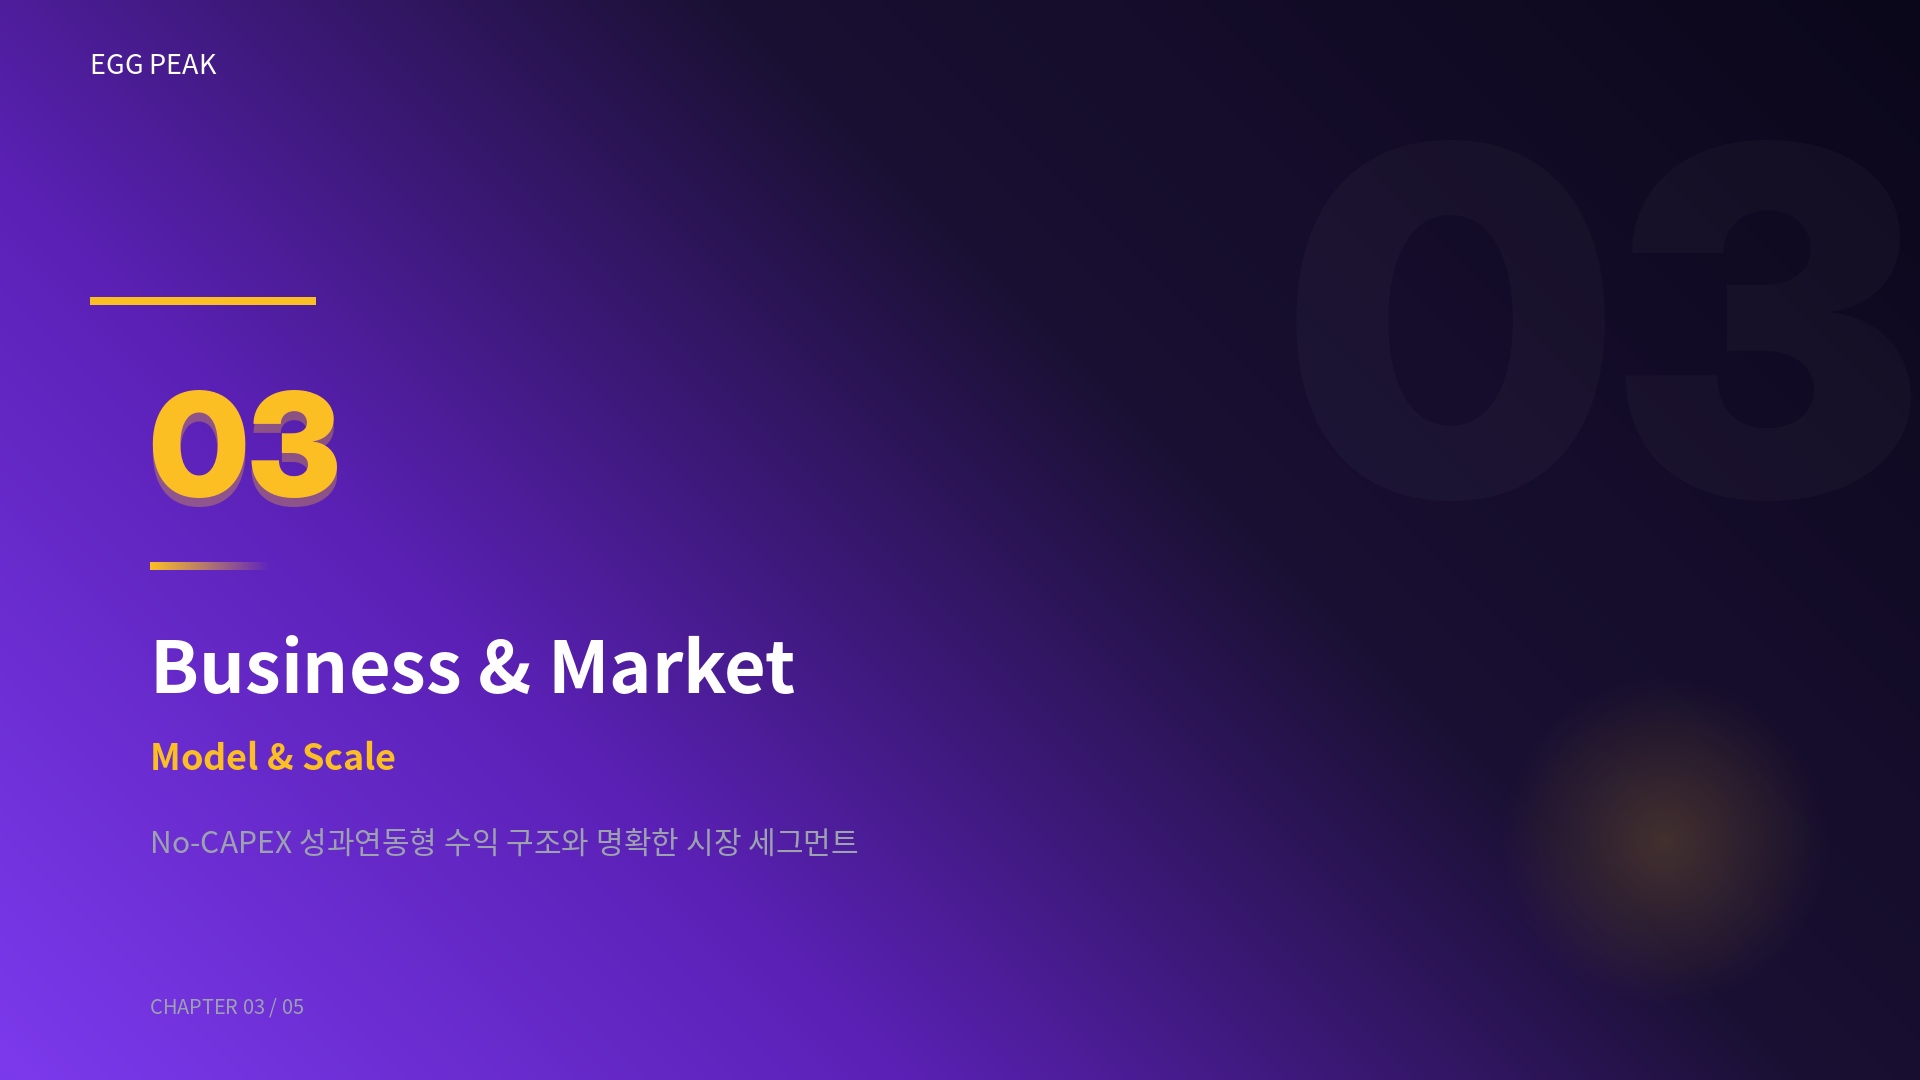 EGG PEAK
03
03
Business & Market
Model & Scale
No-CAPEX 성과연동형 수익 구조와 명확한 시장 세그먼트
CHAPTER 03 / 05